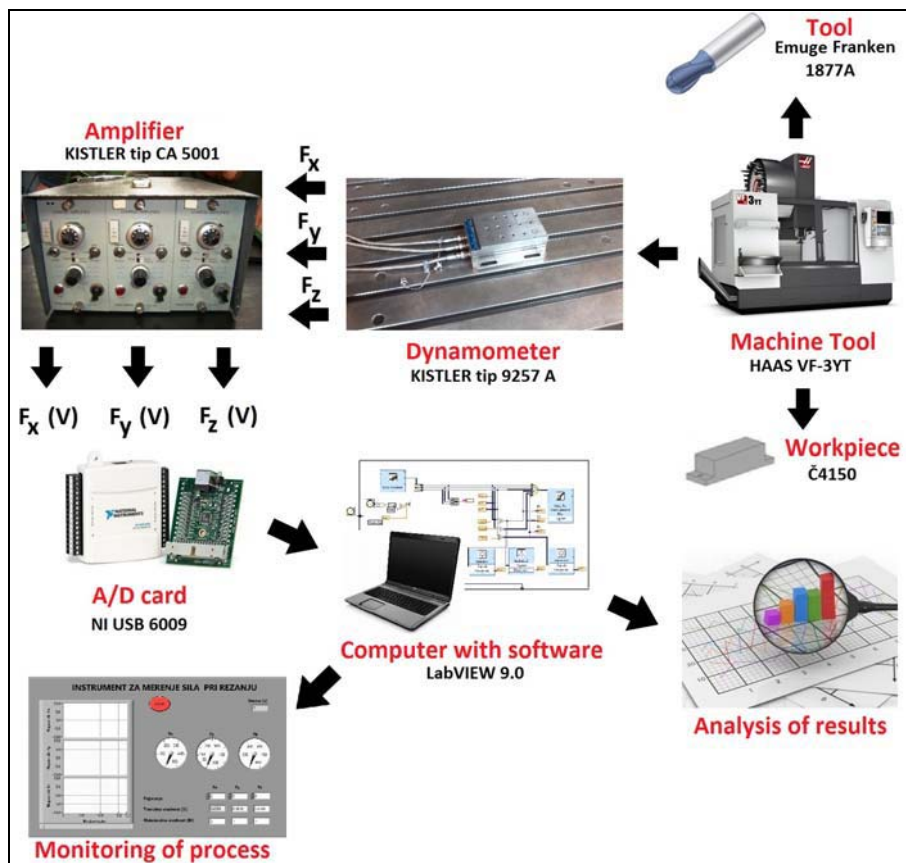 Tool
Emuge Franken
1877A
Amplifier
KISTLER tip CA 5001
Fx
Fy
Fz
Dynamometer
KISTLER tip 9257 A
Machine Tool
HAAS VF-3YT
Fx (V) Fy (V) Fz (V)
Workpiece
Č4150
NATIONAL
INSTRUMENTS
A/D card
NI USB 6009
Computer with software
LabVIEW 9.0
Analysis of results
INSTRUMENT ZA MERENJE SILA PRI REZANJU
Monitoring of process